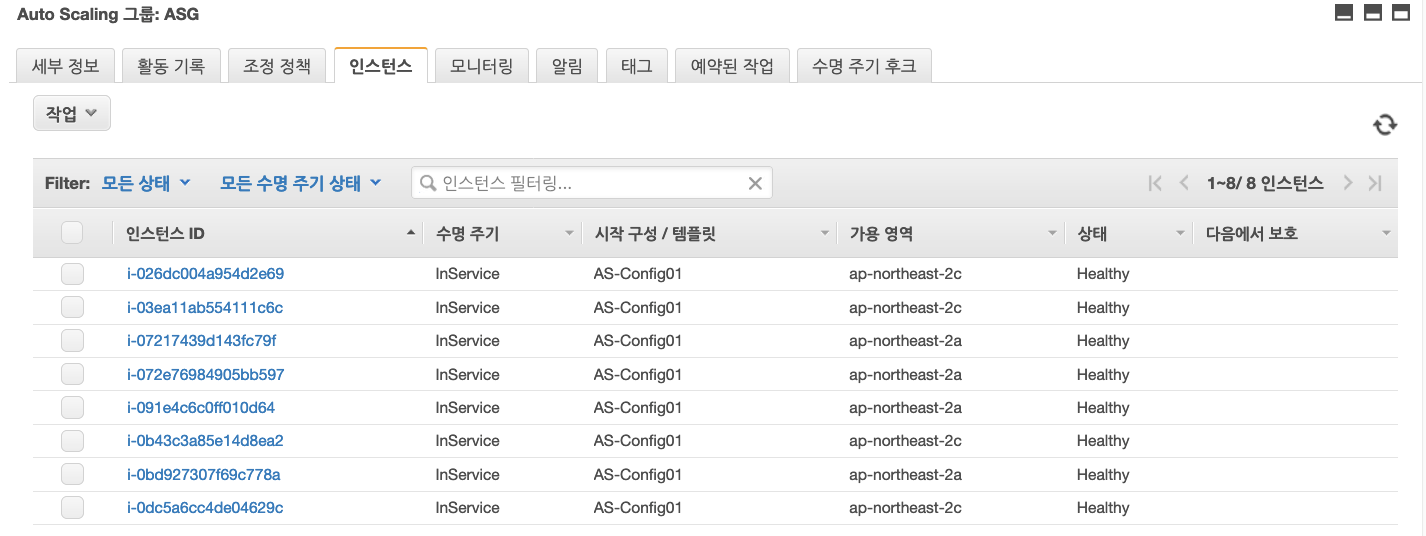 Auto Scaling 그룹: ASG
세부 정보 활동 기록 조정 정책 인스턴스 모니터링 알림 태그 예약된 작업 수명 주기 후크
작업
Filter: 모든 상태 모든 수명 주기 상태 인스턴스 필터링... 1~8/ 8 인스턴스
인스턴스 ID 수명 주기 시작 구성 / 템플릿 가용 영역 상태 다음에서 보호
i-026dc004a954d2e69 InService AS-Config01 ap-northeast-2c Healthy
i-03ea11ab554111c6c InService AS-Config01 ap-northeast-2c Healthy
i-07217439d143fc79f InService AS-Config01 ap-northeast-2a Healthy
i-072e76984905bb597 InService AS-Config01 ap-northeast-2a Healthy
i-091e4c6c0ff010d64 InService AS-Config01 ap-northeast-2a Healthy
i-0b43c3a85e14d8ea2 InService AS-Config01 ap-northeast-2c Healthy
i-0bd927307f69c778a InService AS-Config01 ap-northeast-2a Healthy
i-0dc5a6cc4de04629c InService AS-Config01 ap-northeast-2c Healthy